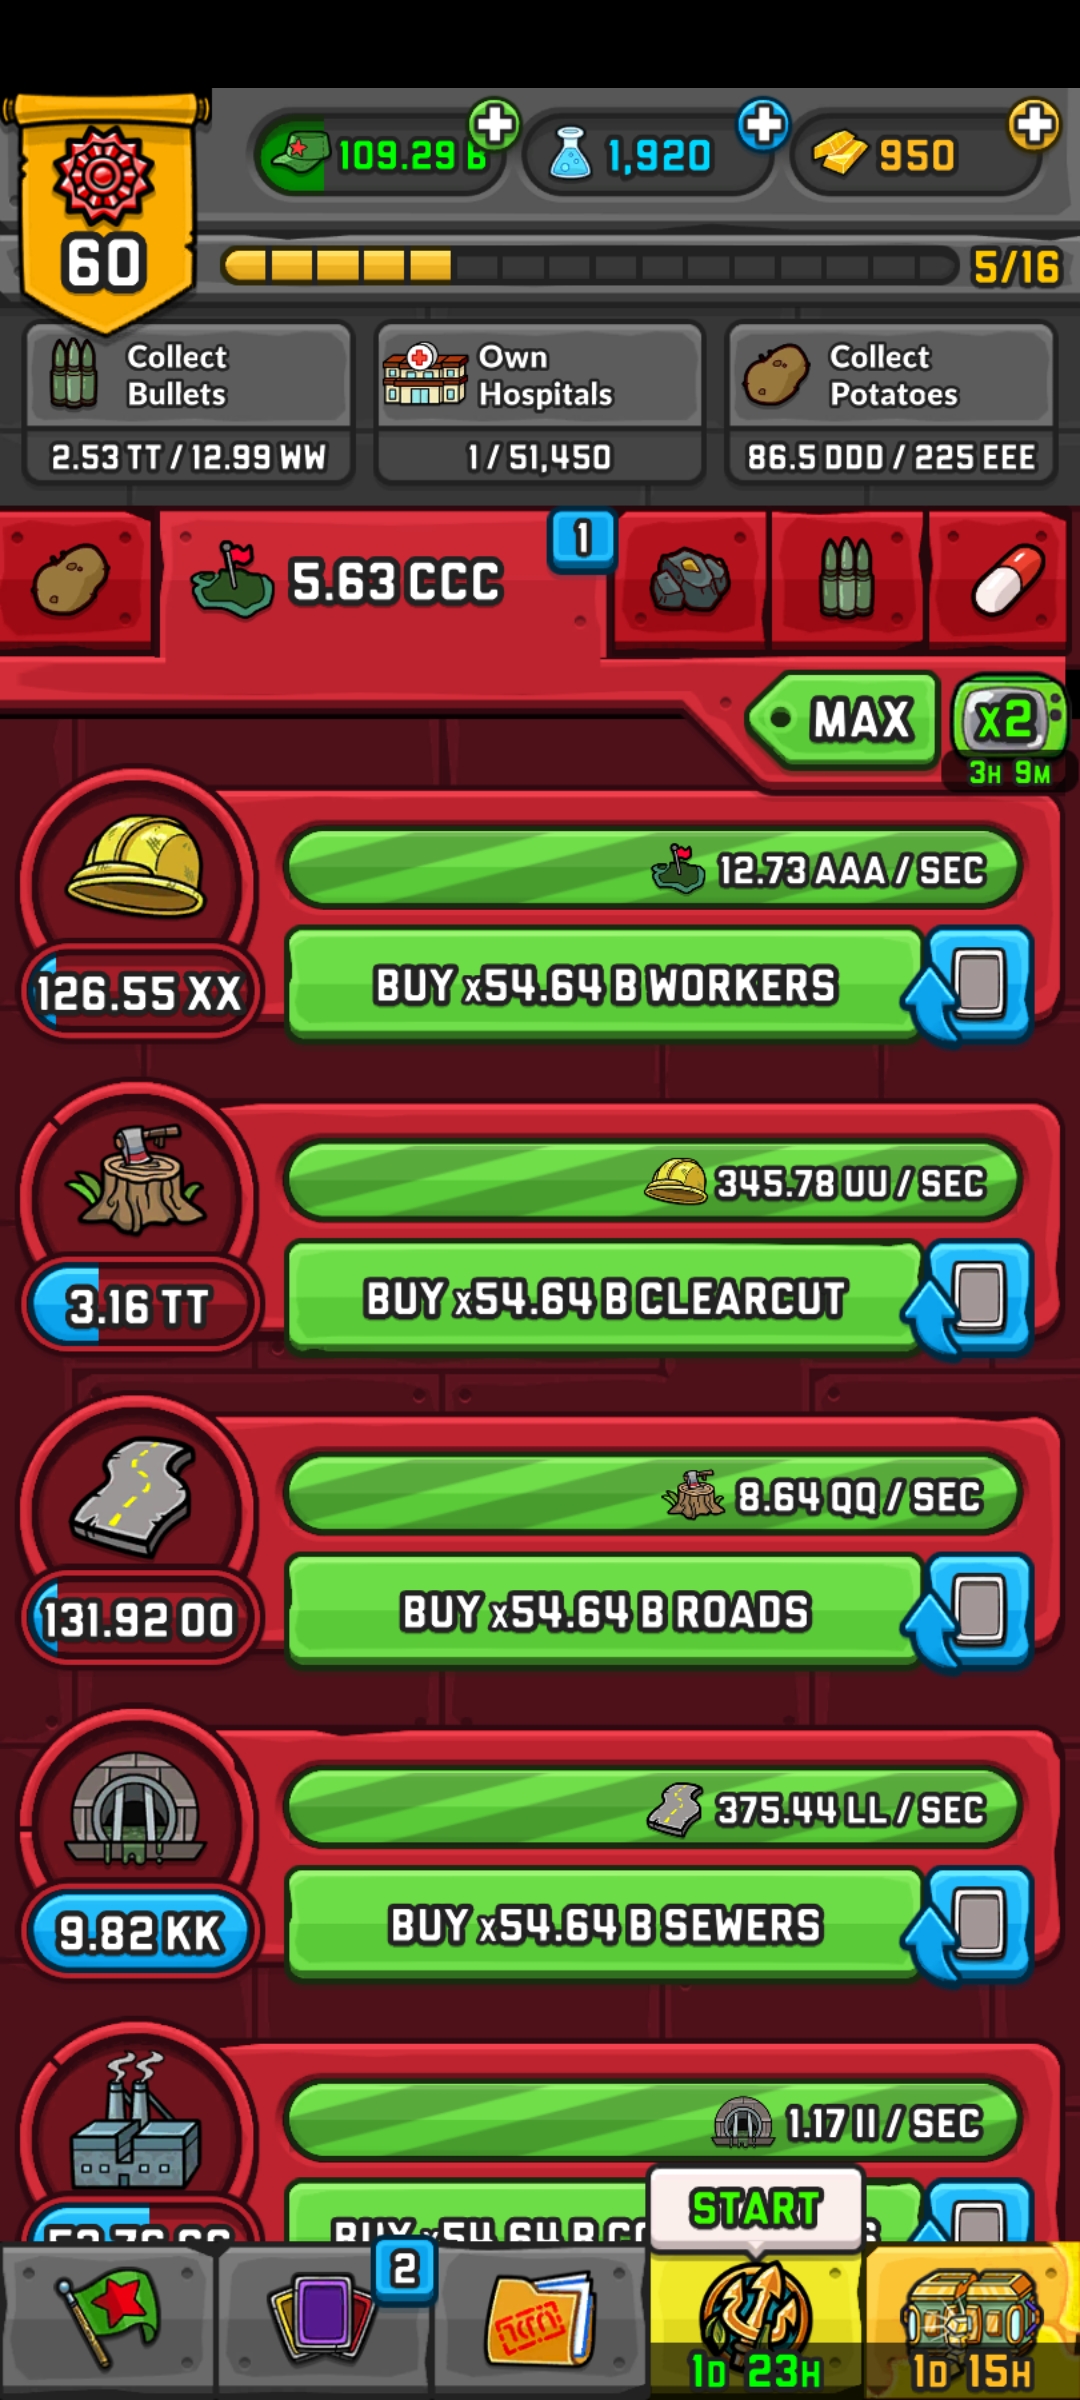 60
109.29 B
1,920
950
5/16
Collect
Bullets
2.53 TT / 12.99 WW
Own
Hospitals
1 / 51,450
Collect
Potatoes
86.5 DDD / 225 EEE
5.63 CCC
1
MAX
x2
3H 9M
12.73 AAA / SEC
126.55 XX
BUY x54.64 B WORKERS
345.78 UU / SEC
3.16 TT
BUY x54.64 B CLEARCUT
8.64 QQ / SEC
131.92 OO
BUY x54.64 B ROADS
375.44 LL / SEC
9.82 KK
BUY x54.64 B SEWERS
1.17 II / SEC
BUY x54.64 B
START
2
1D 23H
1D 15H